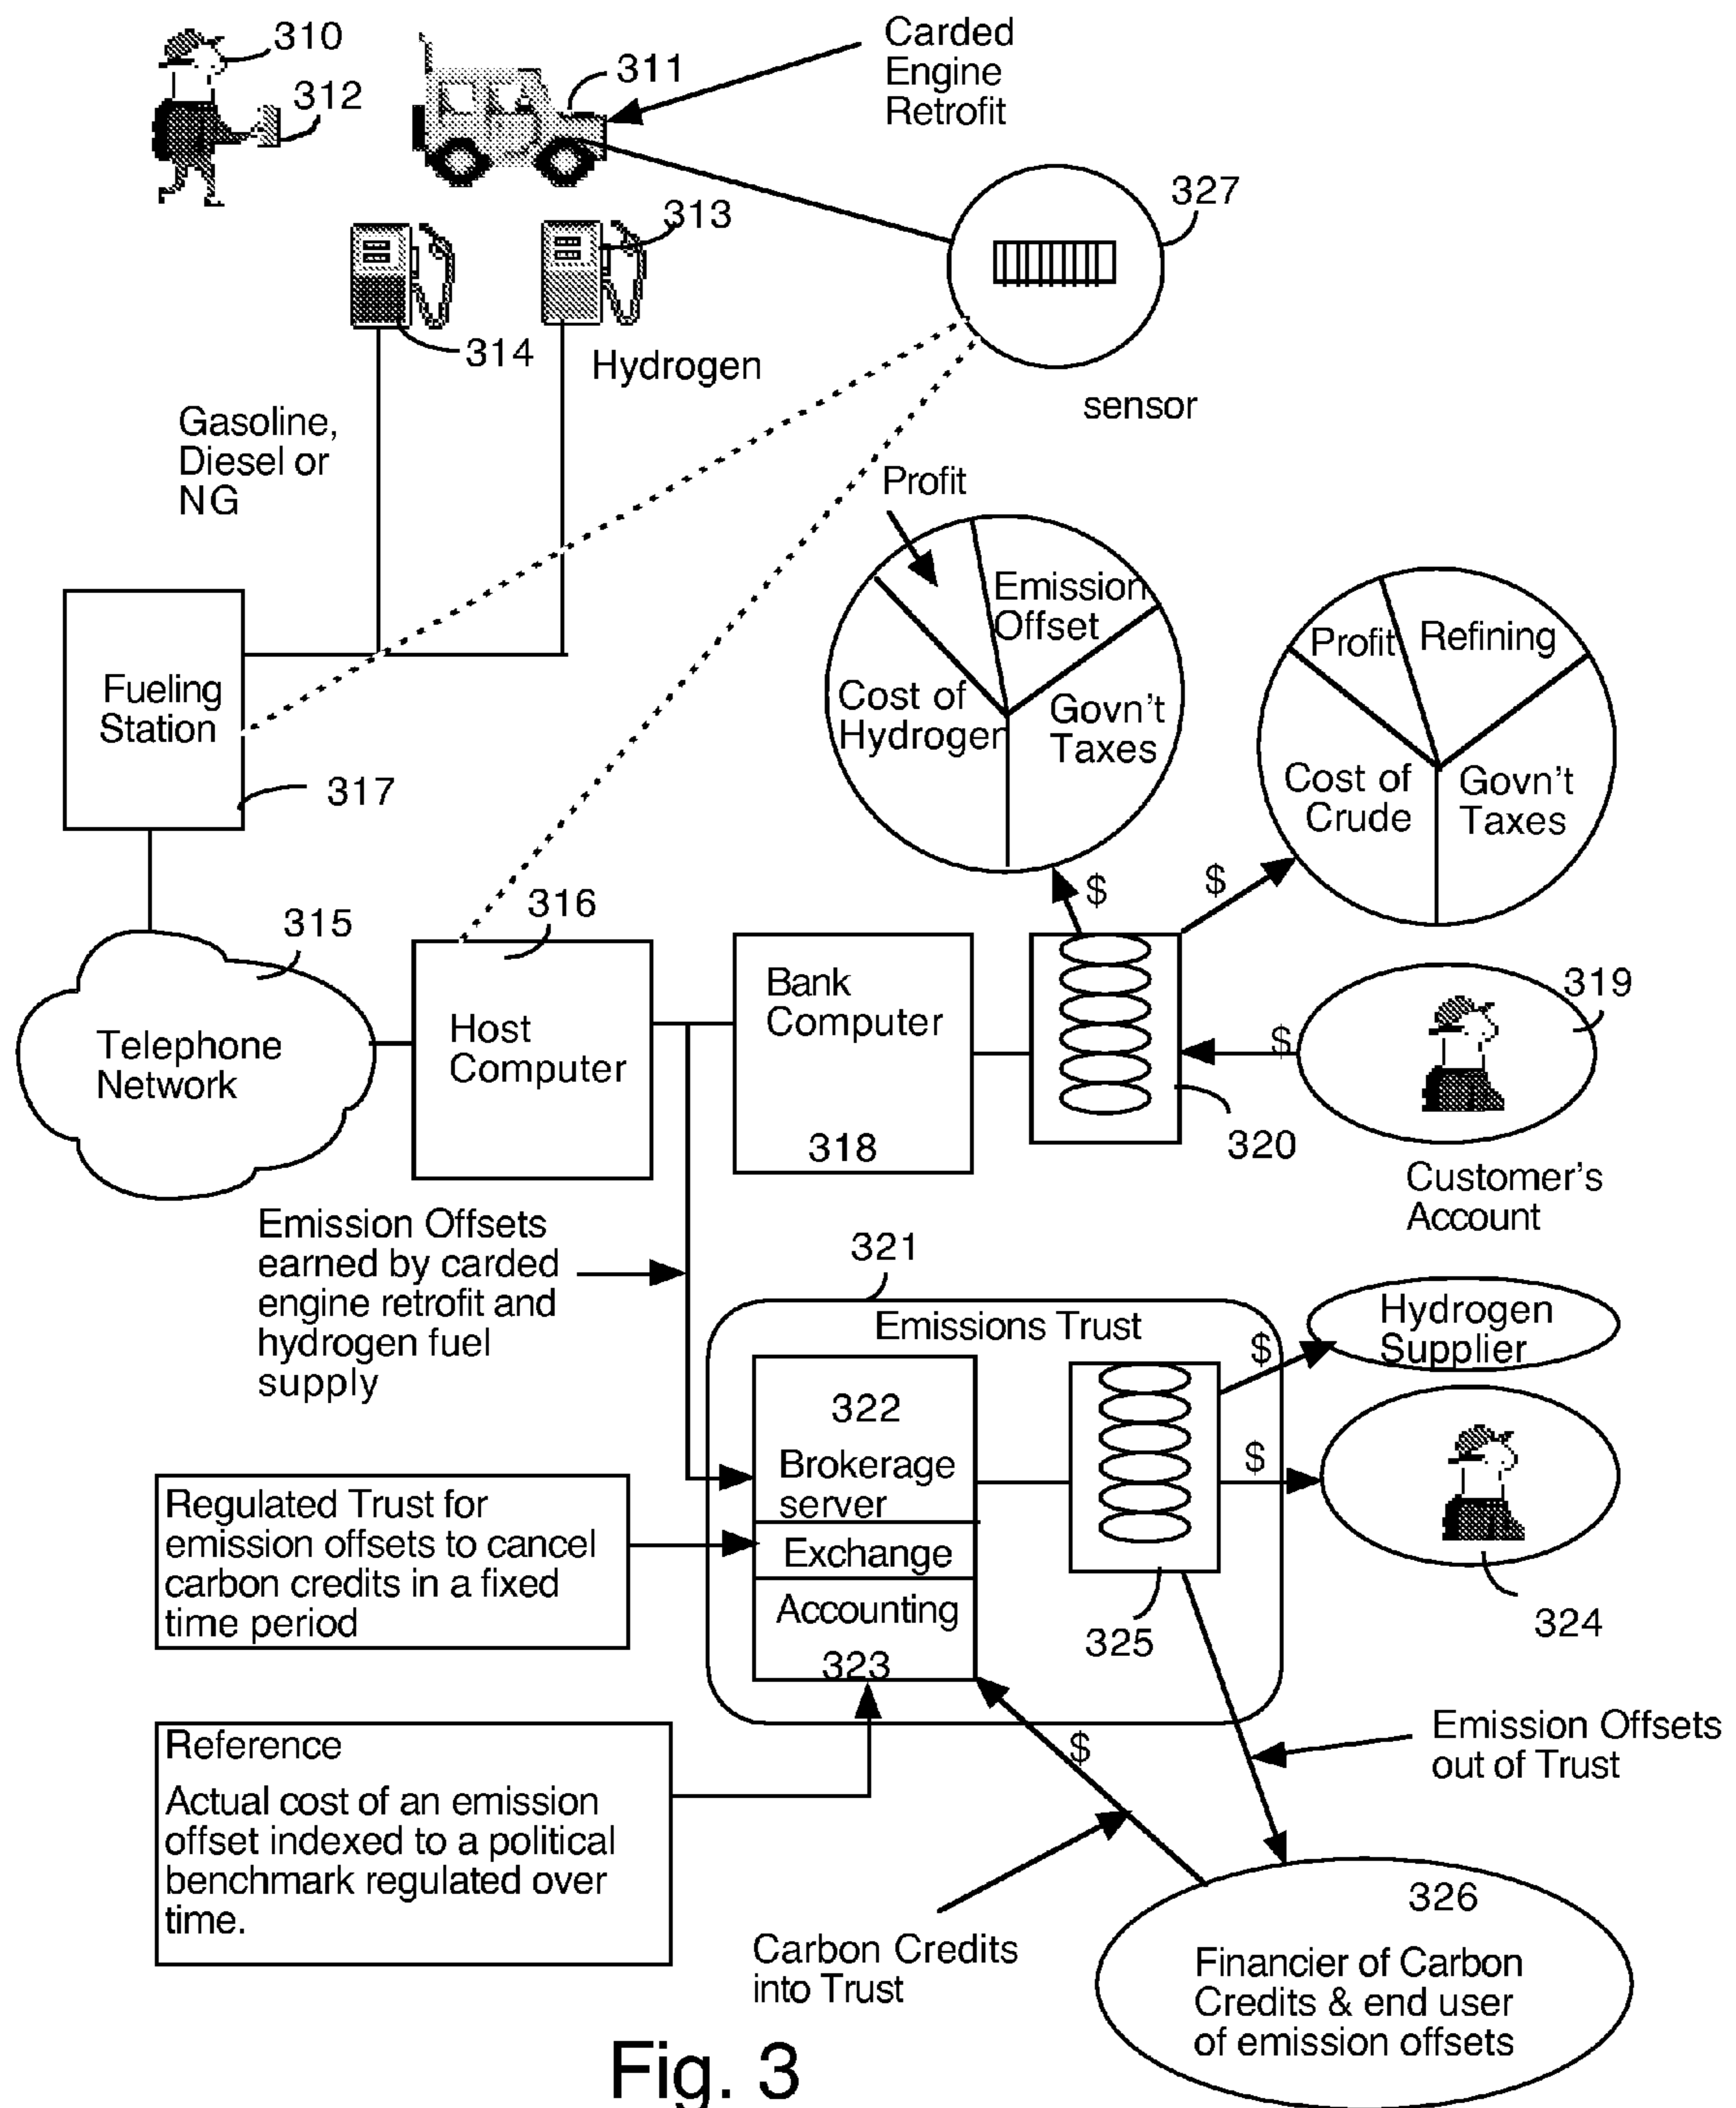 310
312
311
Carded
Engine
Retrofit
327
313
314
Hydrogen
sensor
Gasoline,
Diesel or
NG
Profit
Emission
Offset
Cost of
Hydrogen
Govn't
Taxes
Profit
Refining
Cost of
Crude
Govn't
Taxes
Fueling
Station
317
$
$
315
316
Telephone
Network
Host
Computer
Bank
Computer
318
$
319
320
Customer's
Account
Emission Offsets
earned by carded
engine retrofit and
hydrogen fuel
supply
321
Emissions Trust
322
Brokerage
server
Exchange
Accounting
323
325
$
Hydrogen
Supplier
$
324
Regulated Trust for
emission offsets to cancel
carbon credits in a fixed
time period
Reference
Actual cost of an emission
offset indexed to a political
benchmark regulated over
time.
$
Emission Offsets
out of Trust
Carbon Credits
into Trust
326
Financier of Carbon
Credits & end user
of emission offsets
Fig. 3